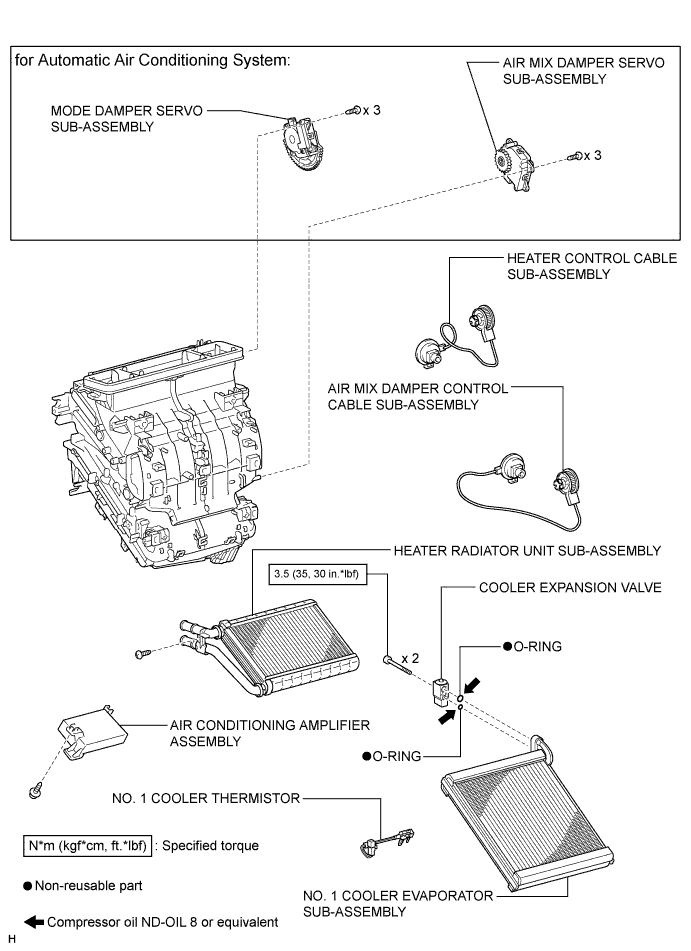 for Automatic Air Conditioning System:
AIR MIX DAMPER SERVO
SUB-ASSEMBLY
MODE DAMPER SERVO
SUB-ASSEMBLY
x 3
x 3
HEATER CONTROL CABLE
SUB-ASSEMBLY
AIR MIX DAMPER CONTROL
CABLE SUB-ASSEMBLY
HEATER RADIATOR UNIT SUB-ASSEMBLY
3.5 (35, 30 in.*lbf)
COOLER EXPANSION VALVE
x 2
●O-RING
AIR CONDITIONING AMPLIFIER
ASSEMBLY
●O-RING
NO. 1 COOLER THERMISTOR
N*m (kgf*cm, ft.*lbf) : Specified torque
● Non-reusable part
NO. 1 COOLER EVAPORATOR
SUB-ASSEMBLY
Compressor oil ND-OIL 8 or equivalent
H